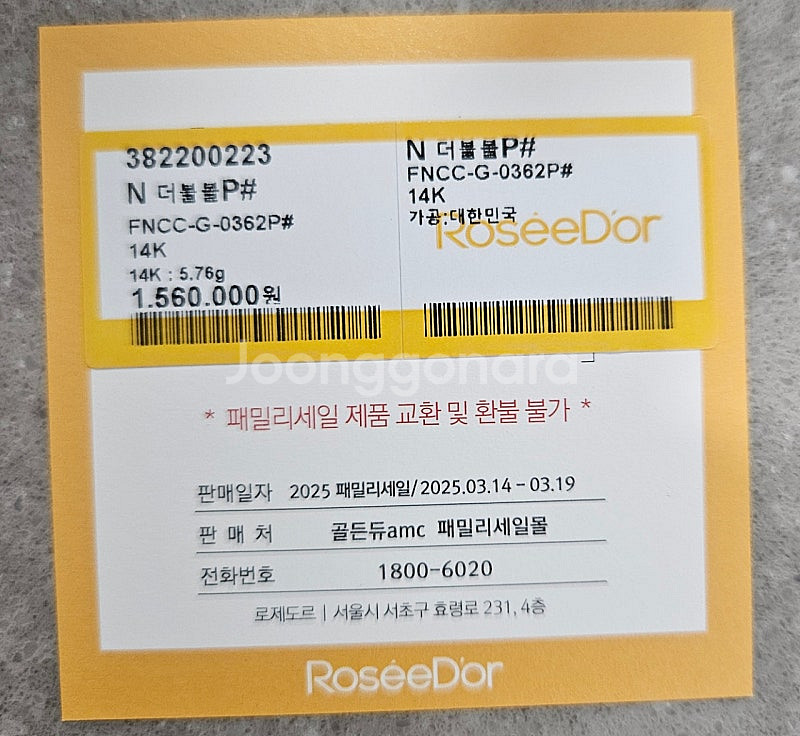 382200223
N 더볼볼P#
FNCC-G-0362P#
14K
14K : 5.76g
1.560.000원
N 더볼볼P#
FNCC-G-0362P#
14K
가공:대한민국
RoséeD'or
Joonggonara
* 패밀리세일 제품 교환 및 환불 불가 *
판매일자 2025 패밀리세일/2025.03.14 - 03.19
판 매 처 골든듀amc 패밀리세일몰
전화번호 1800-6020
로제도르 | 서울시 서초구 효령로 231, 4층
RoséeD'or